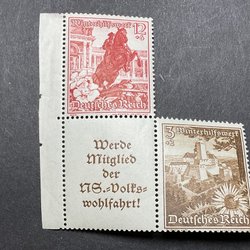 Winterhilfswerk
12
Deutsches Reich
Werde
Mitglied
der
NS.-Volks-
wohlfahrt!
3
Winterhilfswerk
Deutsches Reich